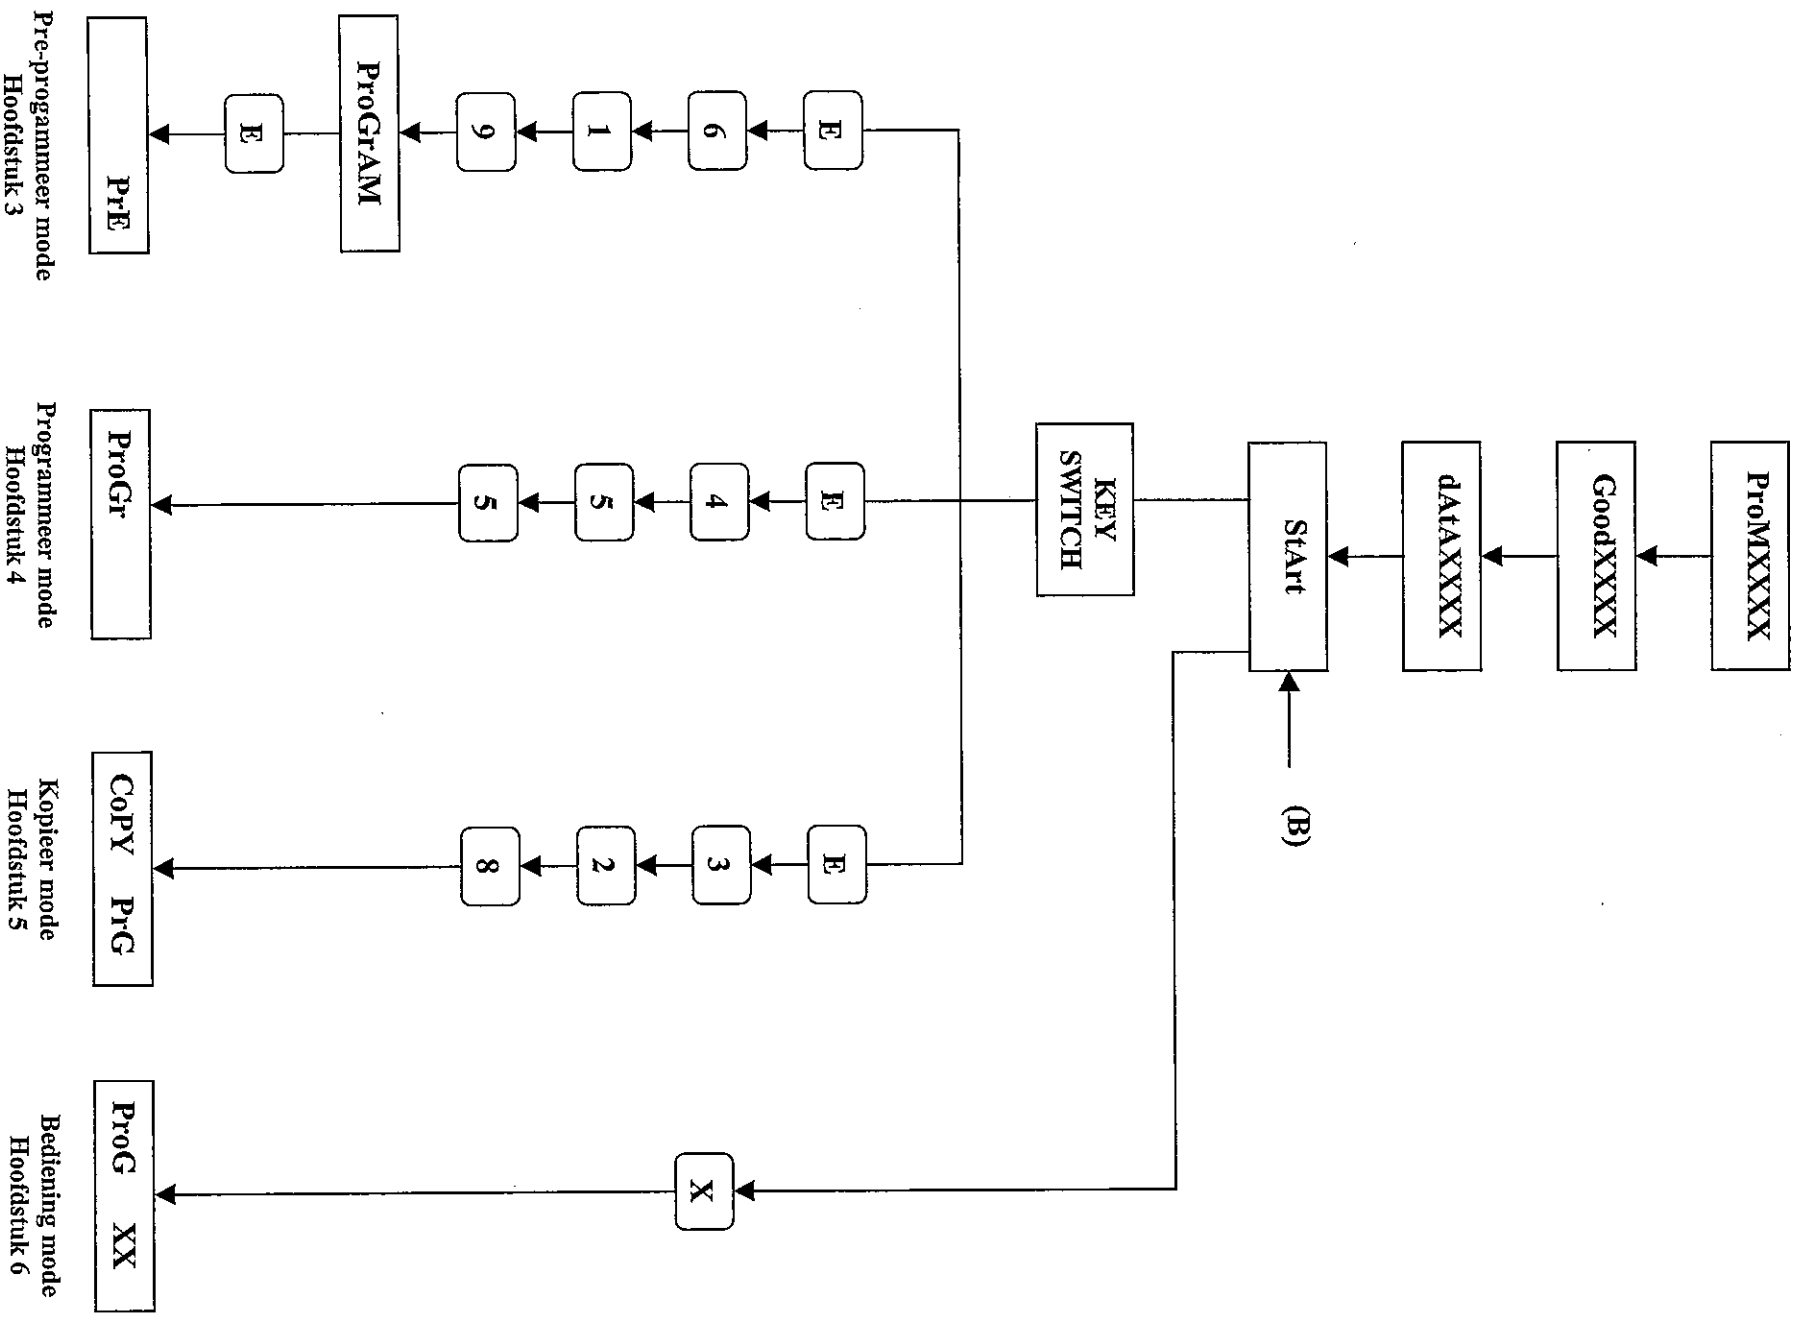 ProMXXXX
GoodXXXX
dAtAXXXX
StArt
(B)
KEY
SWITCH
E
6
1
9
ProGrAM
E
PrE
Pre-progammeer mode
Hoofdstuk 3
E
4
5
5
ProGr
Programmeer mode
Hoofdstuk 4
E
3
2
8
CoPY PrG
Kopieer mode
Hoofdstuk 5
X
ProG XX
Bediening mode
Hoofdstuk 6